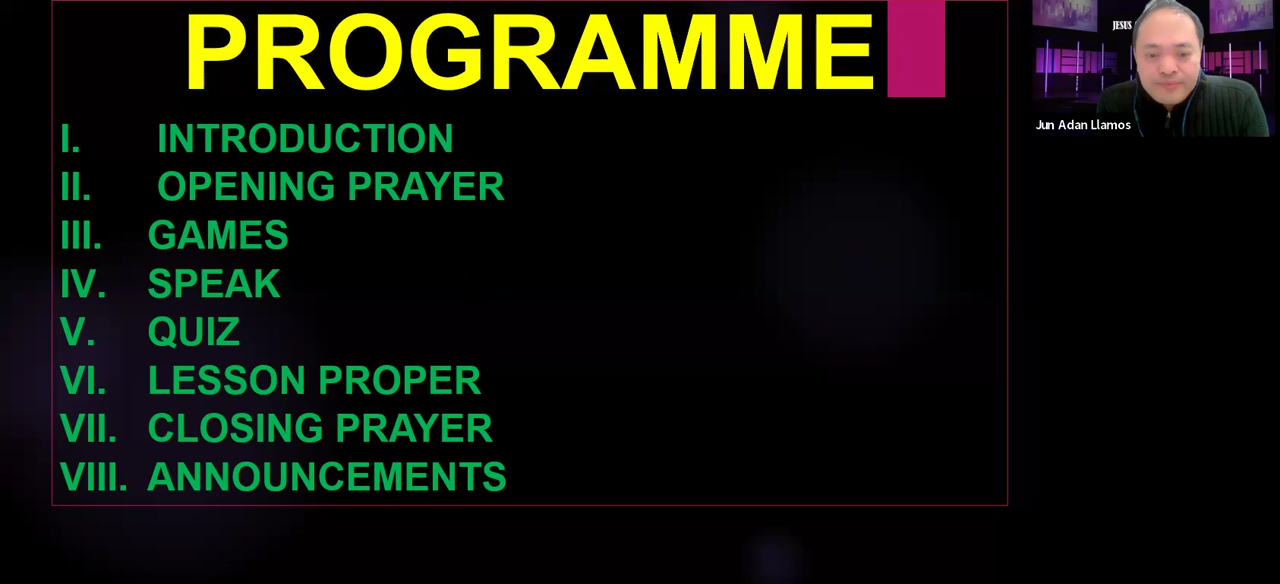 PROGRAMME
I. INTRODUCTION
II. OPENING PRAYER
III. GAMES
IV. SPEAK
V. QUIZ
VI. LESSON PROPER
VII. CLOSING PRAYER
VIII. ANNOUNCEMENTS
JESUS
Jun Adan Llamos